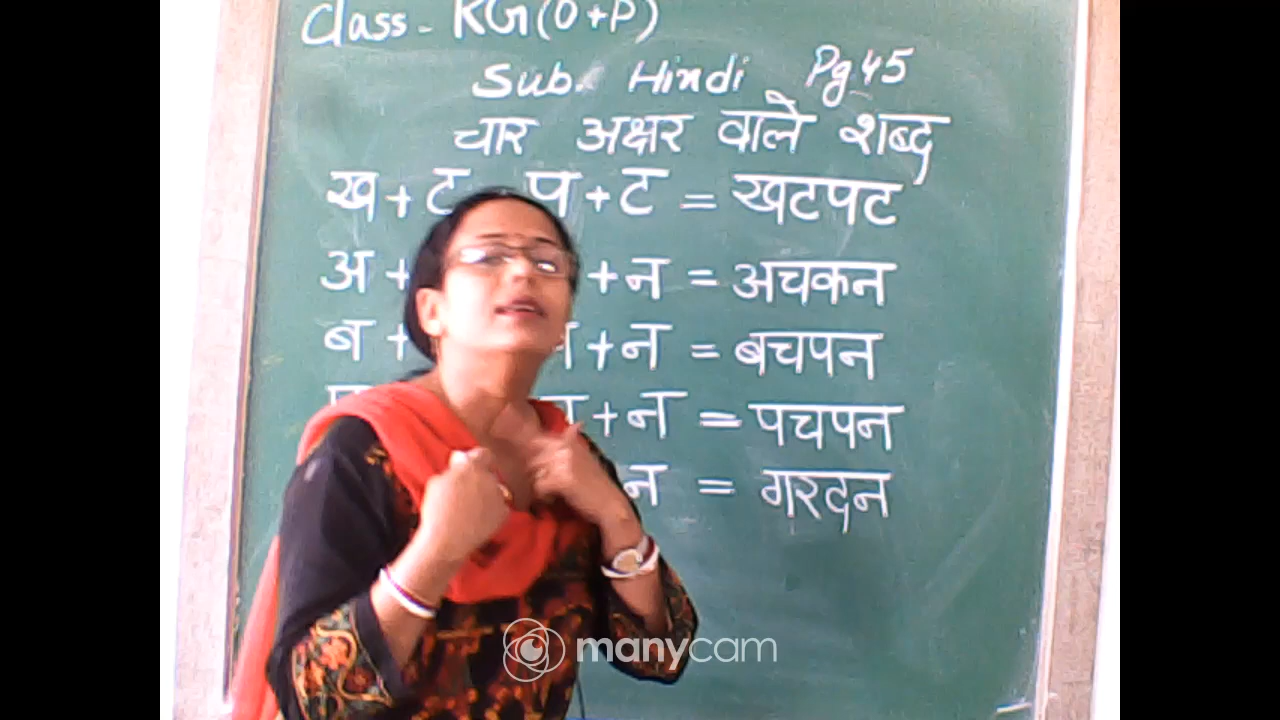 Class - KG (O+P)
Sub. Hindi Pg 45
चार अक्षर वाले शब्द
ख + ट प + ट = खटपट
अ + + न = अचकन
ब + + न = बचपन
+ न = पचपन
न = गरदन
manycam